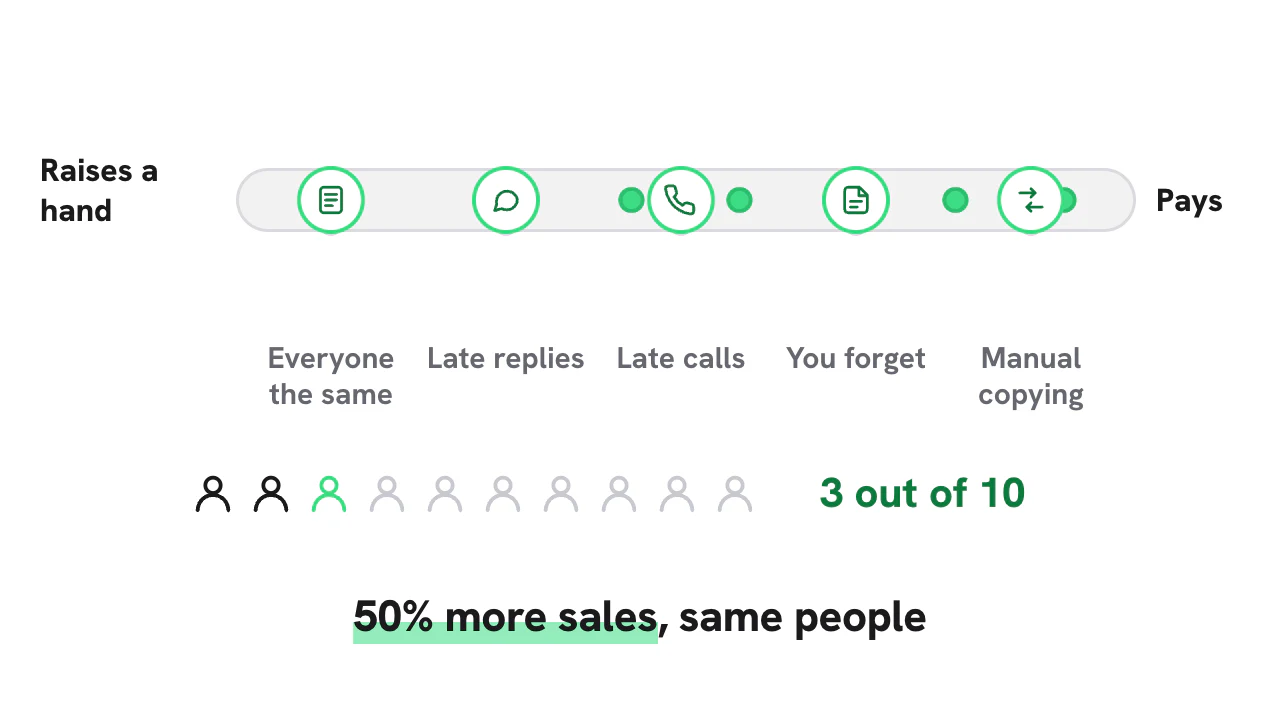 Raises a
hand
Pays
Everyone
the same
Late replies
Late calls
You forget
Manual
copying
3 out of 10
50% more sales, same people